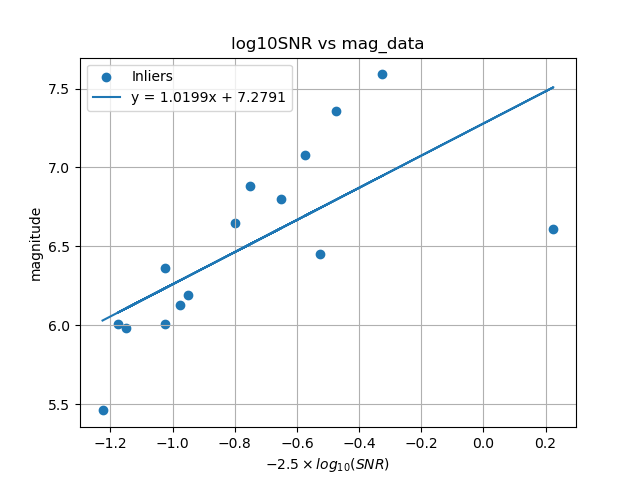 log10SNR vs mag_data
Inliers
y = 1.0199x + 7.2791
magnitude
7.5
7.0
6.5
6.0
5.5
−1.2 −1.0 −0.8 −0.6 −0.4 −0.2 0.0 0.2
−2.5 × log₁₀(SNR)